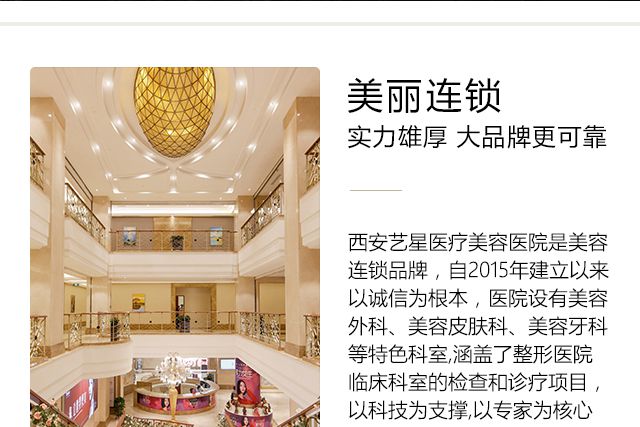 美丽连锁
实力雄厚 大品牌更可靠
西安艺星医疗美容医院是美容
连锁品牌，自2015年建立以来
以诚信为根本，医院设有美容
外科、美容皮肤科、美容牙科
等特色科室,涵盖了整形医院
临床科室的检查和诊疗项目，
以科技为支撑,以专家为核心